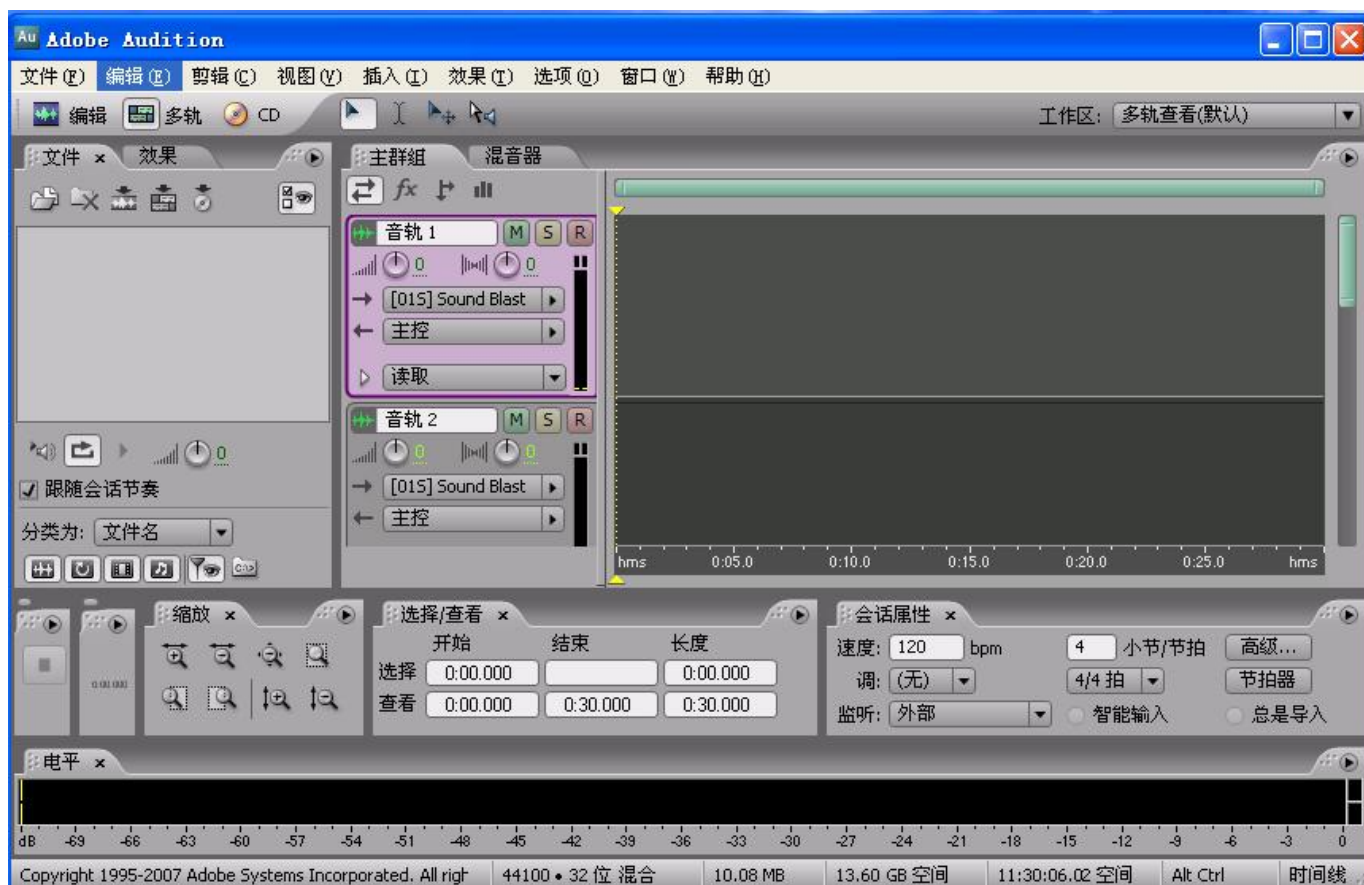 Au Adobe Audition
文件(F) 编辑(E) 剪辑(C) 视图(V) 插入(I) 效果(T) 选项(O) 窗口(W) 帮助(H)
编辑 多轨 CD 工作区: 多轨查看(默认)
文件 × 效果 主群组 混音器
fx
音轨 1 M S R
0 0
[01S] Sound Blast
主控
读取
音轨 2 M S R
0 0
[01S] Sound Blast
主控
0
跟随会话节奏
分类为: 文件名
hms 0:05.0 0:10.0 0:15.0 0:20.0 0:25.0 hms
缩放 × 选择/查看 × 会话属性 ×
开始 结束 长度
选择 0:00.000 0:00.000
查看 0:00.000 0:30.000 0:30.000
0:00.000
速度: 120 bpm 4 小节/节拍 高级...
调: (无) 4/4 拍 节拍器
监听: 外部 智能输入 总是导入
电平 ×
dB -69 -66 -63 -60 -57 -54 -51 -48 -45 -42 -39 -36 -33 -30 -27 -24 -21 -18 -15 -12 -9 -6 -3 0
Copyright 1995-2007 Adobe Systems Incorporated. All righ 44100 • 32 位 混合 10.08 MB 13.60 GB 空间 11:30:06.02 空间 Alt Ctrl 时间线